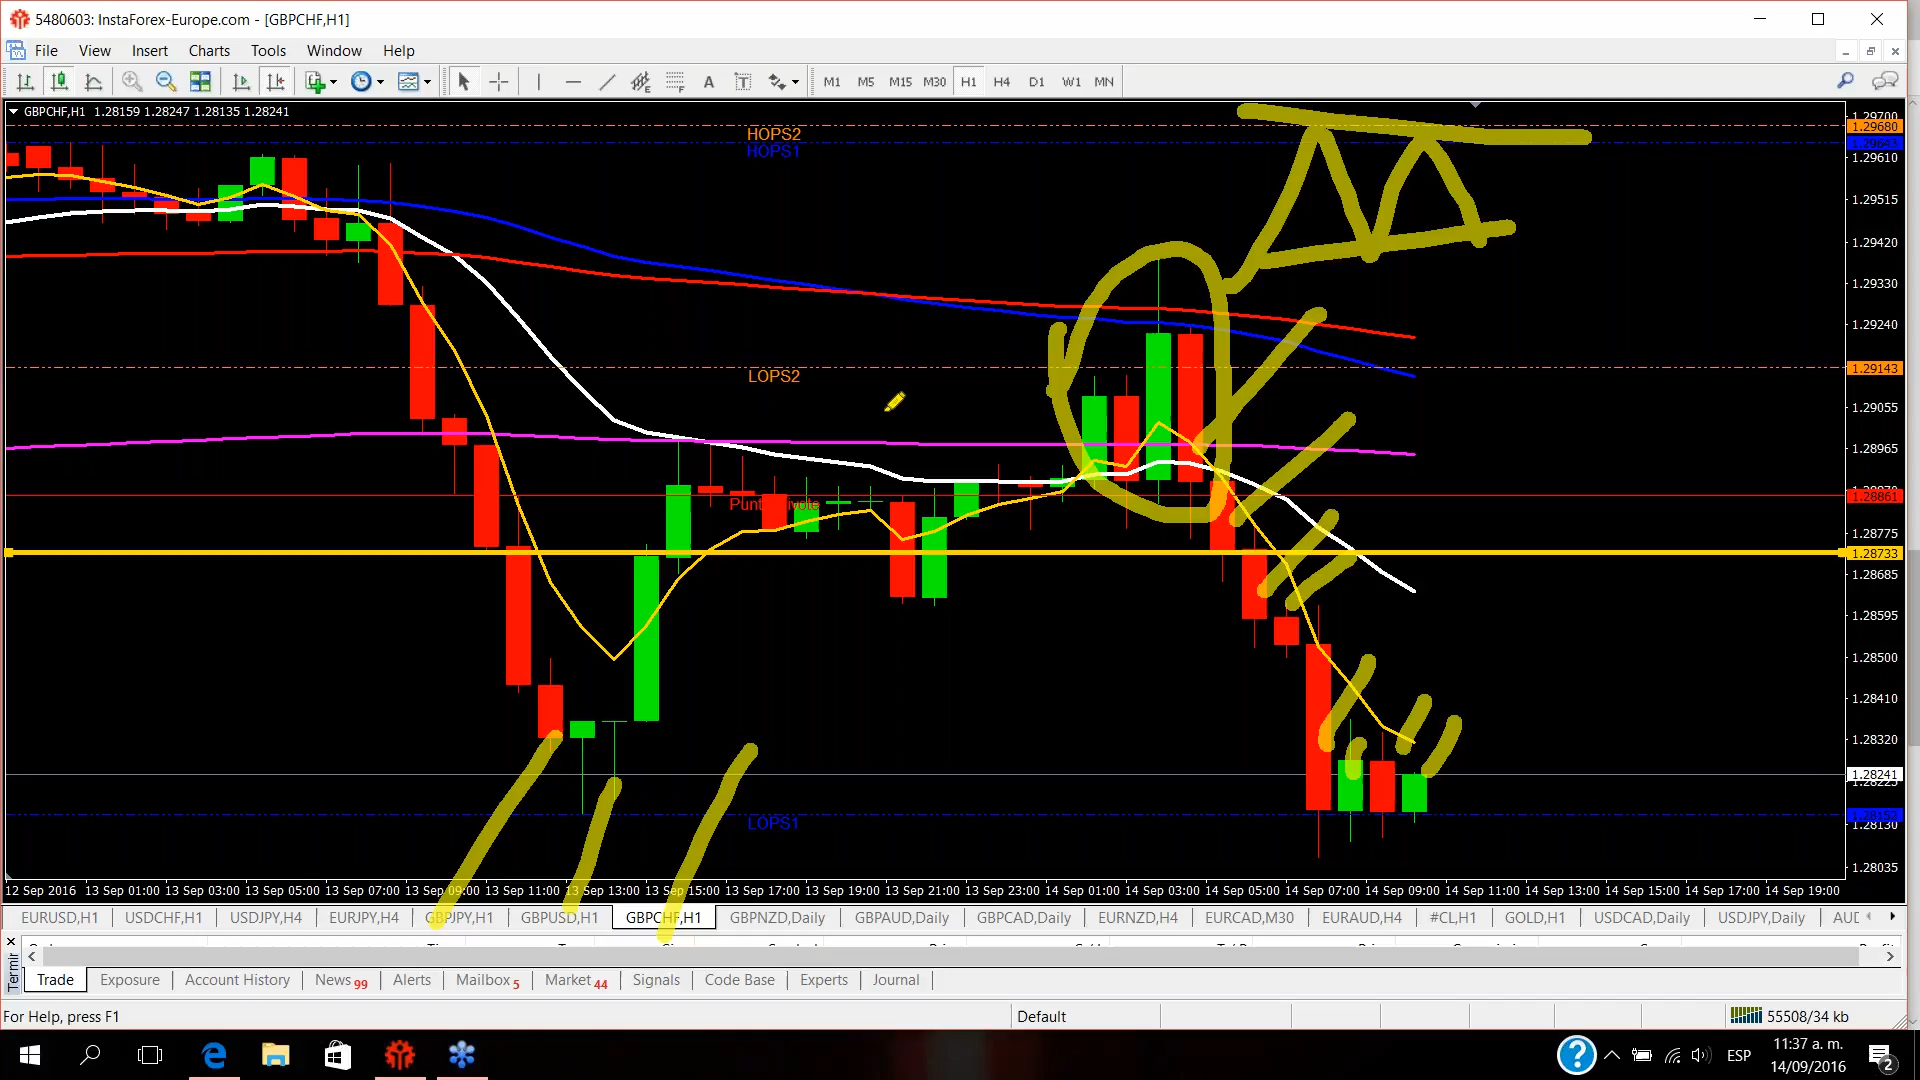 5480603: InstaForex-Europe.com - [GBPCHF,H1]
File View Insert Charts Tools Window Help
M1 M5 M15 M30 H1 H4 D1 W1 MN
GBPCHF,H1 1.28159 1.28247 1.28135 1.28241
HOPS2
HOPS1
LOPS2
LOPS1
1.29700
1.29680
1.29610
1.29515
1.29420
1.29330
1.29240
1.29143
1.29055
1.28965
1.28861
1.28775
1.28733
1.28685
1.28595
1.28500
1.28410
1.28320
1.28241
1.28130
1.28035
12 Sep 2016 13 Sep 01:00 13 Sep 03:00 13 Sep 05:00 13 Sep 07:00 13 Sep 09:00 13 Sep 11:00 13 Sep 13:00 13 Sep 15:00 13 Sep 17:00 13 Sep 19:00 13 Sep 21:00 13 Sep 23:00 14 Sep 01:00 14 Sep 03:00 14 Sep 05:00 14 Sep 07:00 14 Sep 09:00 14 Sep 11:00 14 Sep 13:00 14 Sep 15:00 14 Sep 17:00 14 Sep 19:00
EURUSD,H1 USDCHF,H1 USDJPY,H4 EURJPY,H4 GBPJPY,H1 GBPUSD,H1 GBPCHF,H1 GBPNZD,Daily GBPAUD,Daily GBPCAD,Daily EURNZD,H4 EURCAD,M30 EURAUD,H4 #CL,H1 GOLD,H1 USDCAD,Daily USDJPY,Daily
Trade Exposure Account History News 99 Alerts Mailbox 5 Market 44 Signals Code Base Experts Journal
For Help, press F1 Default 55508/34 kb
ESP
11:37 a. m.
14/09/2016
2